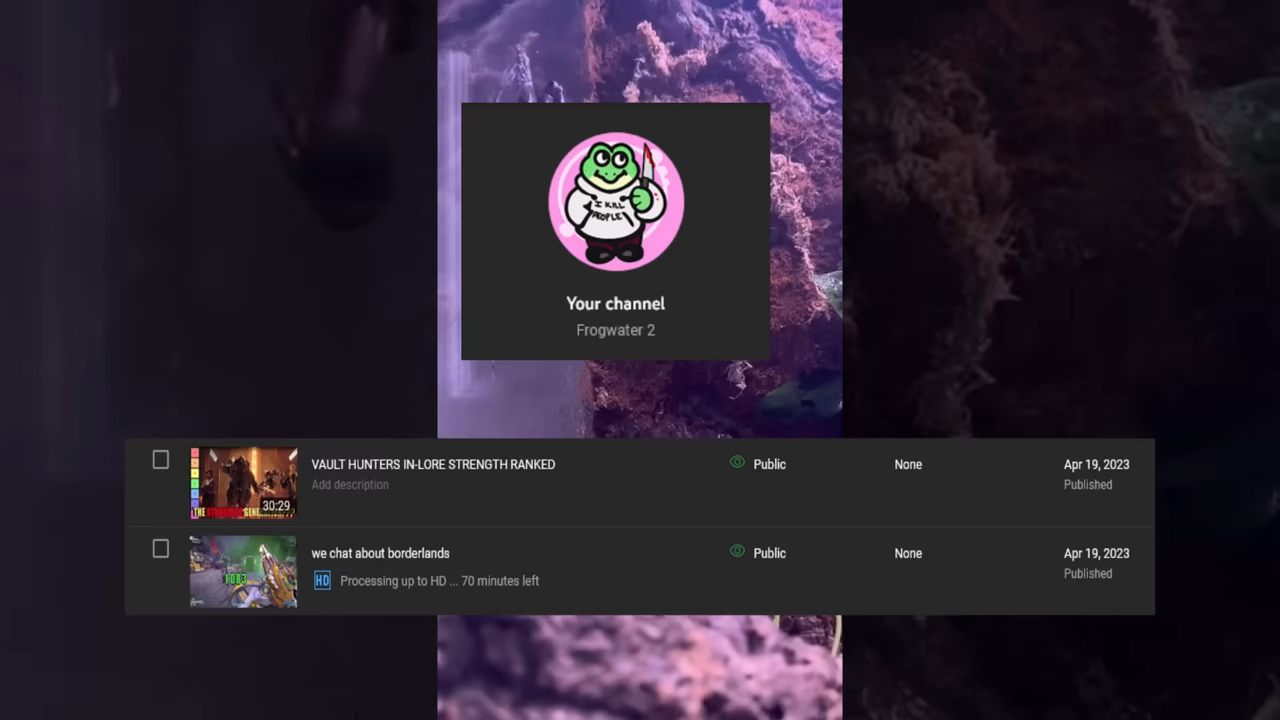 I KILL
PEOPLE
Your channel
Frogwater 2
VAULT HUNTERS IN-LORE STRENGTH RANKED
Add description
30:29
Public
None
Apr 19, 2023
Published
we chat about borderlands
HD
Processing up to HD ... 70 minutes left
1083
Public
None
Apr 19, 2023
Published